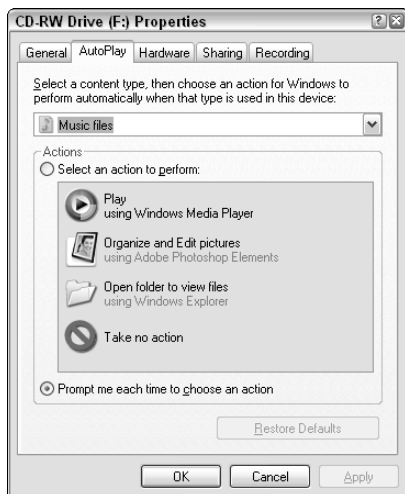 CD-RW Drive (F:) Properties
General AutoPlay Hardware Sharing Recording
Select a content type, then choose an action for Windows to
perform automatically when that type is used in this device:
Music files
Actions
Select an action to perform:
Play
using Windows Media Player
Organize and Edit pictures
using Adobe Photoshop Elements
Open folder to view files
using Windows Explorer
Take no action
Prompt me each time to choose an action
Restore Defaults
OK Cancel Apply